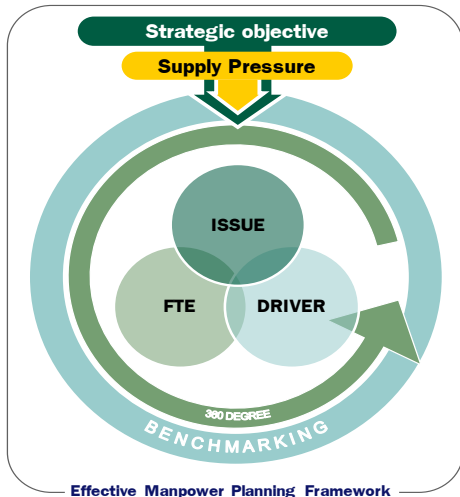 Strategic objective
Supply Pressure
ISSUE
FTE
DRIVER
360 DEGREE
BENCHMARKING
Effective Manpower Planning Framework